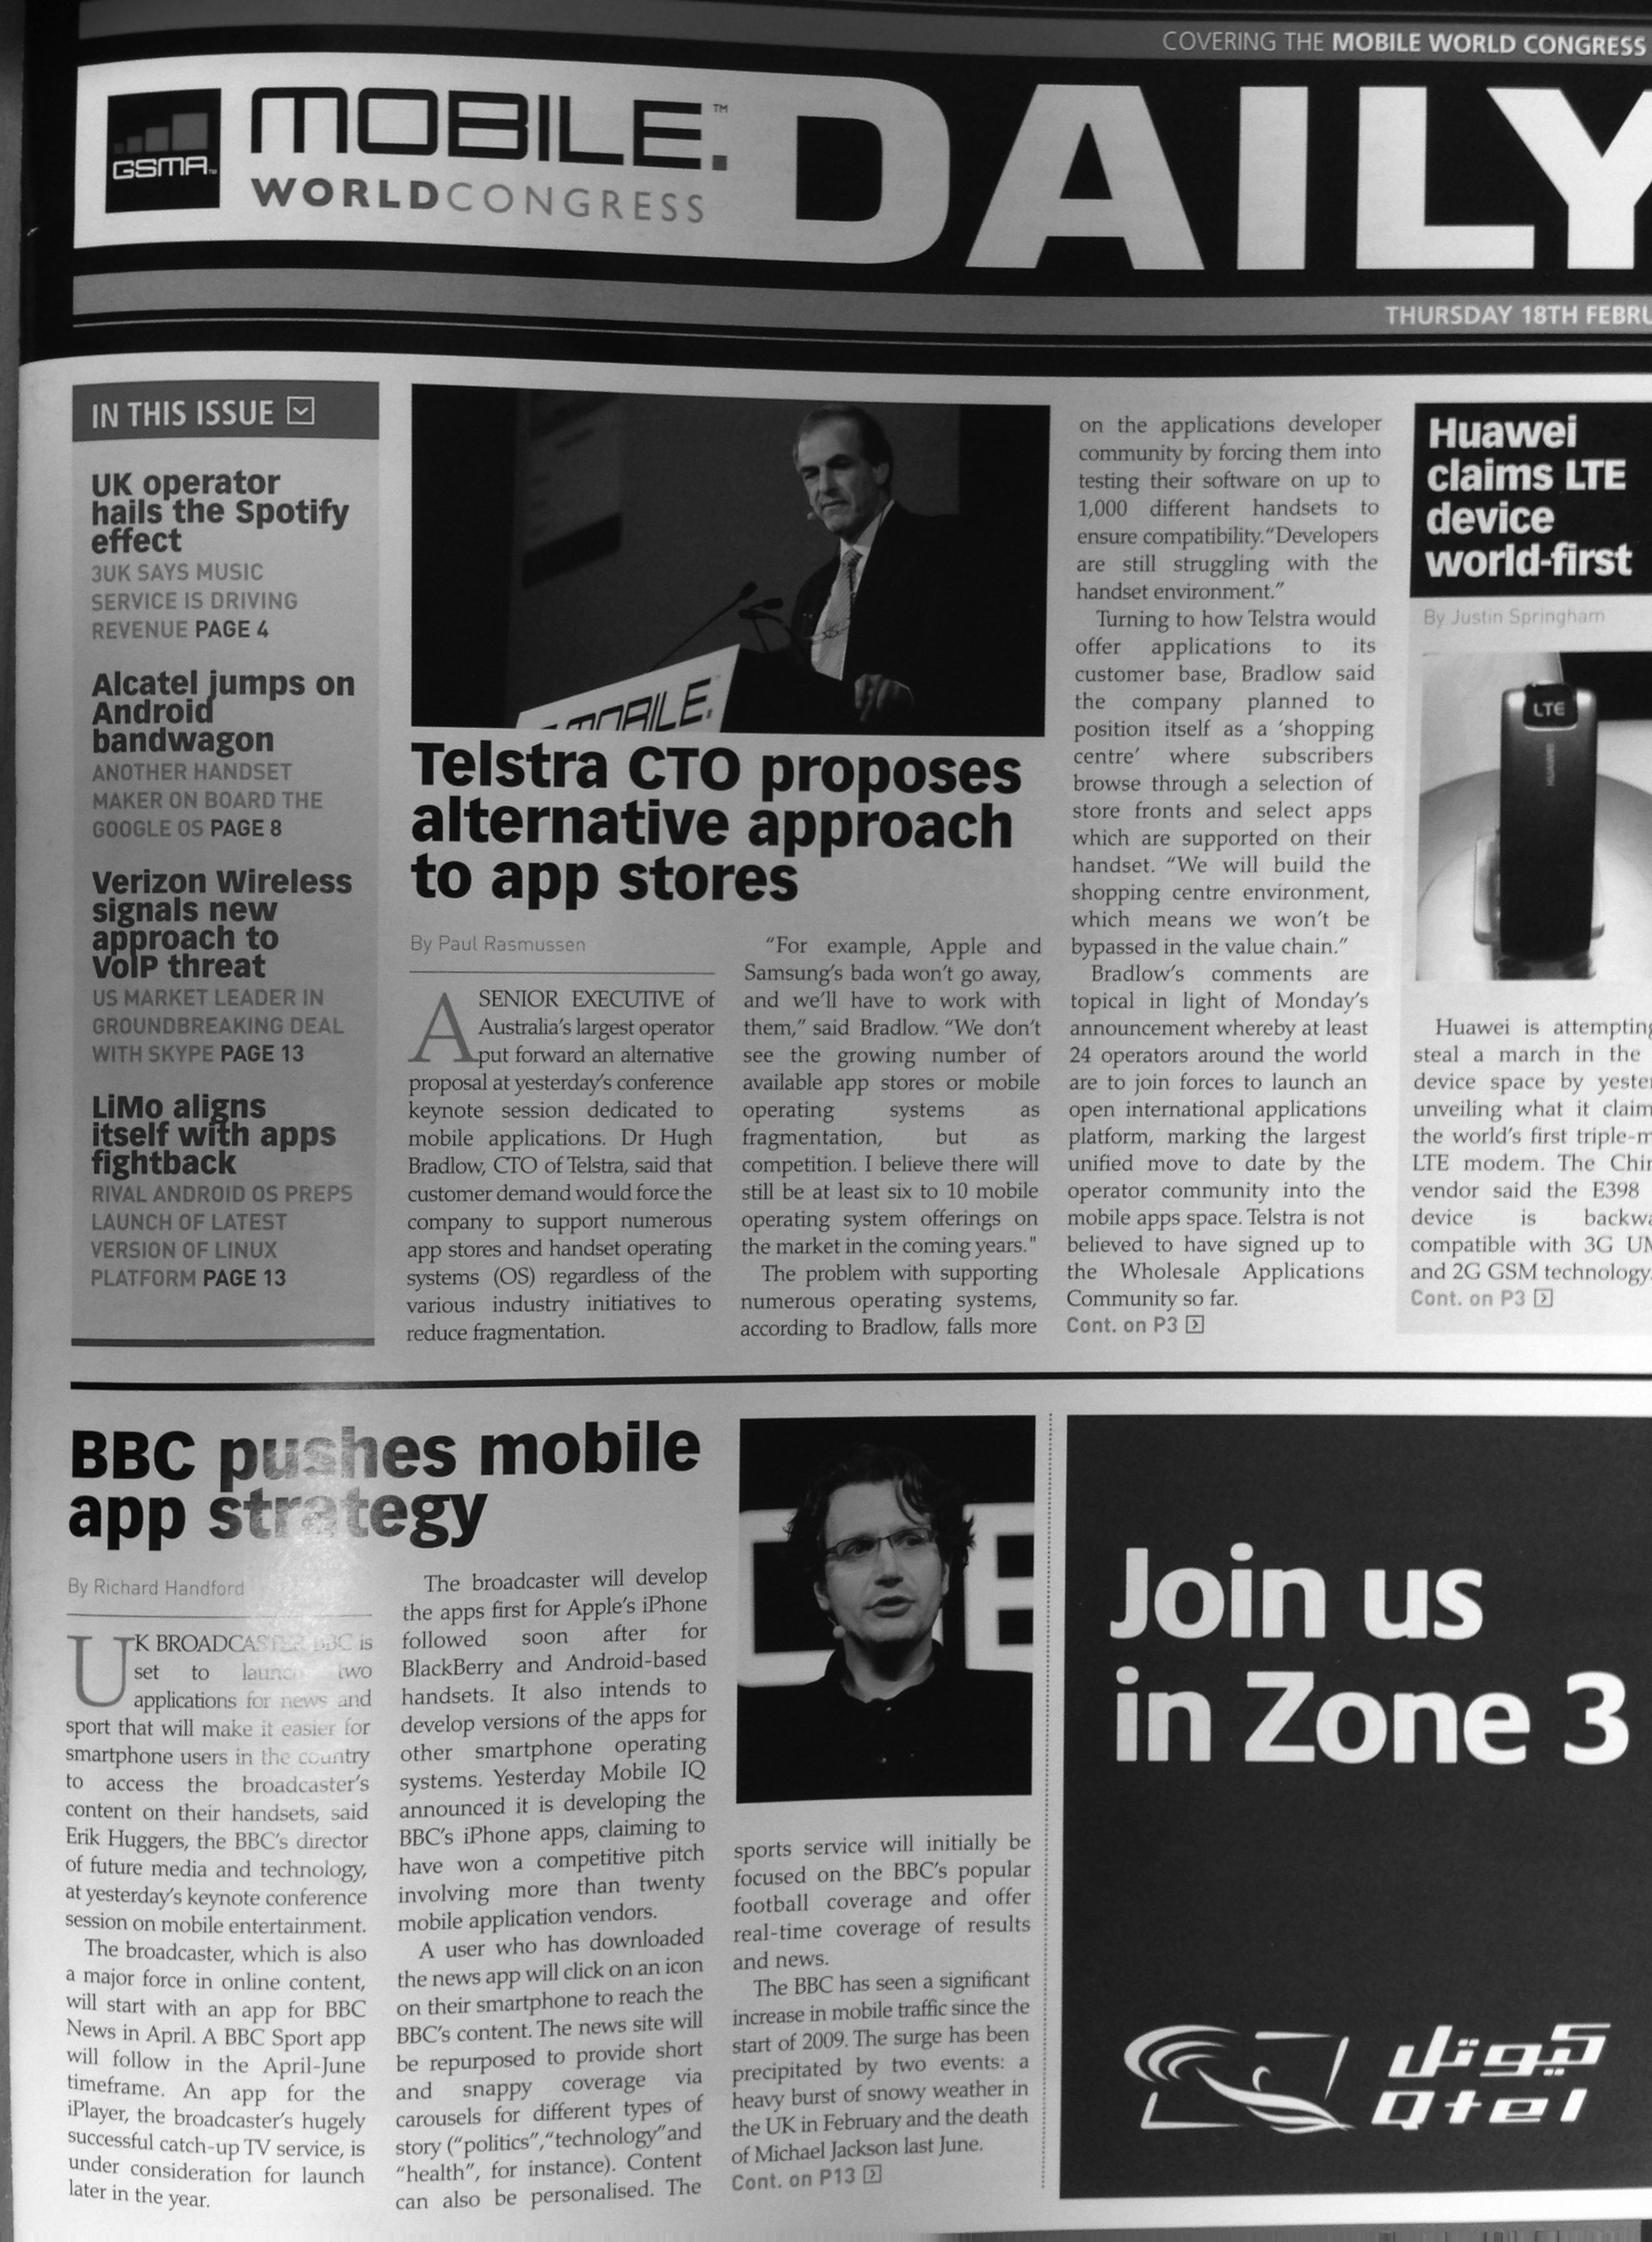 COVERING THE MOBILE WORLD CONGRESS
GSMA™
MOBILE.™
WORLDCONGRESS
DAILY
THURSDAY 18TH
IN THIS ISSUE
UK operator
hails the Spotify
effect
3UK SAYS MUSIC
SERVICE IS DRIVING
REVENUE PAGE 4
Alcatel jumps on
Android
bandwagon
ANOTHER HANDSET
MAKER ON BOARD THE
GOOGLE OS PAGE 8
Verizon Wireless
signals new
approach to
VoIP threat
US MARKET LEADER IN
GROUNDBREAKING DEAL
WITH SKYPE PAGE 13
LiMo aligns
itself with apps
fightback
RIVAL ANDROID OS PREPS
LAUNCH OF LATEST
VERSION OF LINUX
PLATFORM PAGE 13
MOBILE.
Telstra CTO proposes
alternative approach
to app stores
By Paul Rasmussen
A SENIOR EXECUTIVE of
Australia's largest operator
put forward an alternative
proposal at yesterday's conference
keynote session dedicated to
mobile applications. Dr Hugh
Bradlow, CTO of Telstra, said that
customer demand would force the
company to support numerous
app stores and handset operating
systems (OS) regardless of the
various industry initiatives to
reduce fragmentation.
"For example, Apple and
Samsung's bada won't go away,
and we'll have to work with
them," said Bradlow. "We don't
see the growing number of
available app stores or mobile
operating systems as
fragmentation, but as
competition. I believe there will
still be at least six to 10 mobile
operating system offerings on
the market in the coming years."
The problem with supporting
numerous operating systems,
according to Bradlow, falls more
on the applications developer
community by forcing them into
testing their software on up to
1,000 different handsets to
ensure compatibility. "Developers
are still struggling with the
handset environment."
Turning to how Telstra would
offer applications to its
customer base, Bradlow said
the company planned to
position itself as a 'shopping
centre' where subscribers
browse through a selection of
store fronts and select apps
which are supported on their
handset. "We will build the
shopping centre environment,
which means we won't be
bypassed in the value chain."
Bradlow's comments are
topical in light of Monday's
announcement whereby at least
24 operators around the world
are to join forces to launch an
open international applications
platform, marking the largest
unified move to date by the
operator community into the
mobile apps space. Telstra is not
believed to have signed up to
the Wholesale Applications
Community so far.
Cont. on P3
Huawei
claims LTE
device
world-first
By Justin Springham
LTE
HUAWEI
Huawei is attempting
steal a march in the
device space by
unveiling what it
the world's first
LTE modem. The
vendor said the E398
device is
compatible with 3G
and 2G GSM technology.
Cont. on P3
BBC pushes mobile
app strategy
By Richard Handford
UK BROADCASTER BBC is
set to launch two
applications for news and
sport that will make it easier for
smartphone users in the country
to access the broadcaster's
content on their handsets, said
Erik Huggers, the BBC's director
of future media and technology,
at yesterday's keynote conference
session on mobile entertainment.
The broadcaster, which is also
a major force in online content,
will start with an app for BBC
News in April. A BBC Sport app
will follow in the April-June
timeframe. An app for the
iPlayer, the broadcaster's hugely
successful catch-up TV service, is
under consideration for launch
later in the year.
The broadcaster will develop
the apps first for Apple's iPhone
followed soon after for
BlackBerry and Android-based
handsets. It also intends to
develop versions of the apps for
other smartphone operating
systems. Yesterday Mobile IQ
announced it is developing the
BBC's iPhone apps, claiming to
have won a competitive pitch
involving more than twenty
mobile application vendors.
A user who has downloaded
the news app will click on an icon
on their smartphone to reach the
BBC's content. The news site will
be repurposed to provide short
and snappy coverage via
carousels for different types of
story ("politics", "technology" and
"health", for instance). Content
can also be personalised. The
sports service will initially be
focused on the BBC's popular
football coverage and offer
real-time coverage of results
and news.
The BBC has seen a significant
increase in mobile traffic since the
start of 2009. The surge has been
precipitated by two events: a
heavy burst of snowy weather in
the UK in February and the death
of Michael Jackson last June.
Cont. on P13
Join us
in Zone 3
كيوتل
Qtel